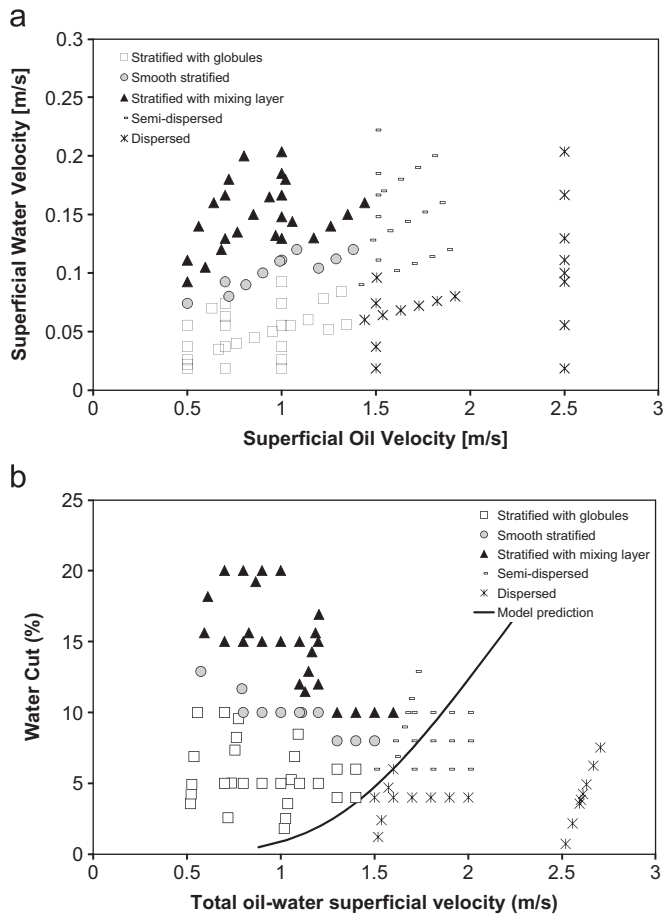 a
0.3
Stratified with globules
Smooth stratified
0.25
Stratified with mixing layer
Semi-dispersed
Dispersed
0.2
0.15
0.1
0.05
0
0 0.5 1 1.5 2 2.5 3
Superficial Water Velocity [m/s]
Superficial Oil Velocity [m/s]
b
25
Stratified with globules
Smooth stratified
Stratified with mixing layer
20
Semi-dispersed
Dispersed
Model prediction
15
10
5
0
0 0.5 1 1.5 2 2.5 3
Water Cut (%)
Total oil-water superficial velocity (m/s)